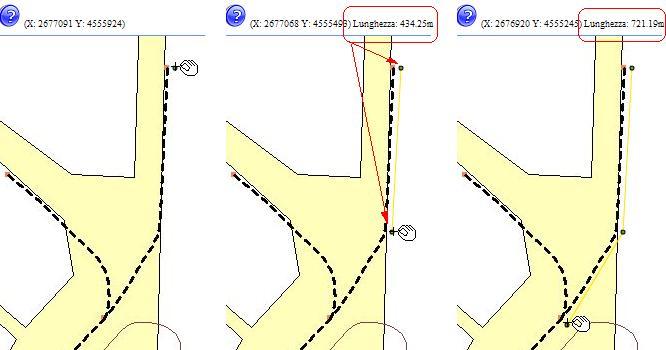 (X: 2677091 Y: 4555924)
(X: 2677068 Y: 4555493) Lunghezza: 434.25m
(X: 2676920 Y: 4555245) Lunghezza: 721.19m